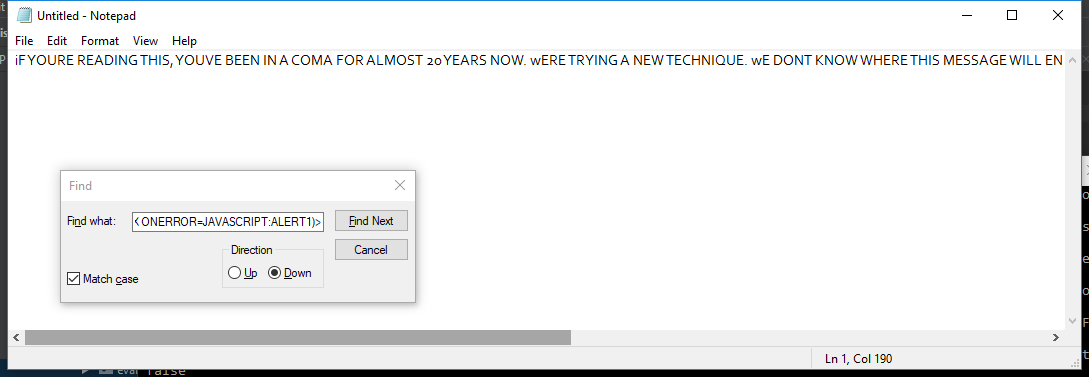 Untitled - Notepad
File Edit Format View Help
iF YOURE READING THIS, YOUVE BEEN IN A COMA FOR ALMOST 20 YEARS NOW. wERE TRYING A NEW TECHNIQUE. wE DONT KNOW WHERE THIS MESSAGE WILL EN
Find
Find what: < ONERROR=JAVASCRIPT:ALERT1)> Find Next
Direction Cancel
Up Down
Match case
Ln 1, Col 190
eval false